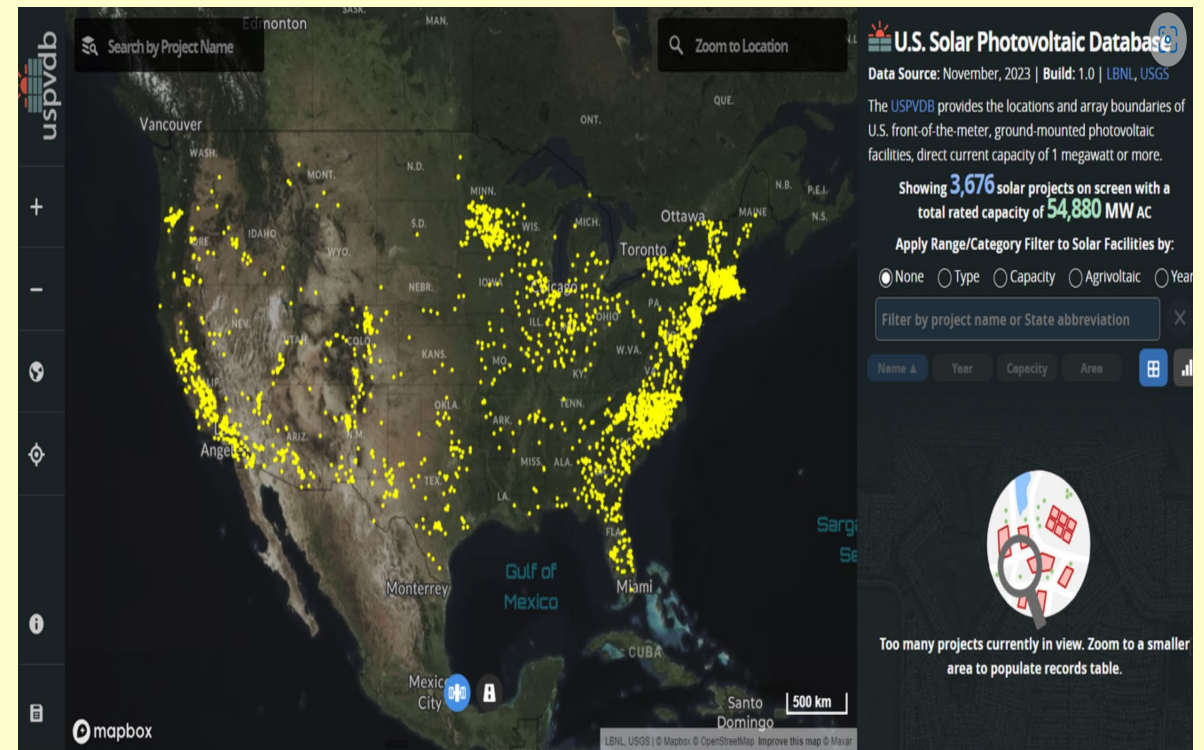 uspvdb
Search by Project Name
Zoom to Location
Edmonton
SASK.
MAN.
Vancouver
ONT.
QUE.
WASH.
MONT.
N.D.
MINN.
N.B.
P.E.I.
Ottawa
MAINE
N.S.
ORE.
IDAHO
S.D.
WIS.
MICH.
Toronto
WYO.
NEBR.
IOWA
Chicago
PA.
NEV.
UTAH
COLO.
ILL.
OHIO
KANS.
MO.
W.VA.
KY.
VA.
CALIF.
OKLA.
TENN.
ARK.
ARIZ.
N.M.
MISS.
ALA.
TEX.
LA.
FLA.
Monterrey
Gulf of
Mexico
Miami
CUBA
Mexico
City
Santo
Domingo
500 km
mapbox
LBNL, USGS | © Mapbox © OpenStreetMap Improve this map © Maxar
U.S. Solar Photovoltaic Database
Data Source: November, 2023 | Build: 1.0 | LBNL, USGS
The USPVDB provides the locations and array boundaries of
U.S. front-of-the-meter, ground-mounted photovoltaic
facilities, direct current capacity of 1 megawatt or more.
Showing 3,676 solar projects on screen with a
total rated capacity of 54,880 MW AC
Apply Range/Category Filter to Solar Facilities by:
None Type Capacity Agrivoltaic Year
Filter by project name or State abbreviation X
Name ▲ Year Capacity Area
Too many projects currently in view. Zoom to a smaller
area to populate records table.